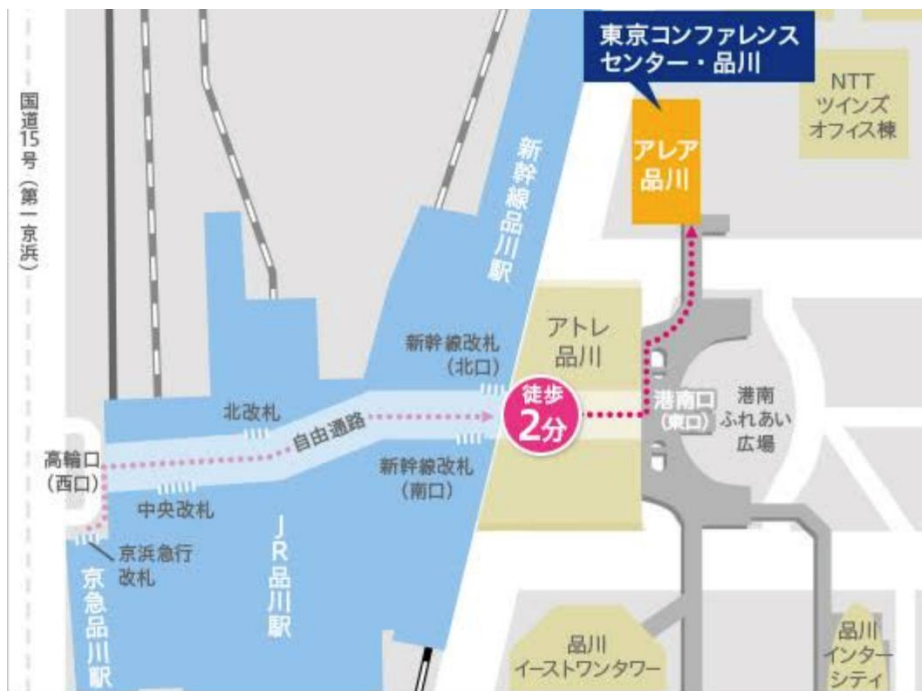 東京コンファレンス
センター・品川
NTT
ツインズ
オフィス棟
国道15号（第一京浜）
アレア
品川
新幹線品川駅
アトレ
品川
新幹線改札
（北口）
徒歩
2分
港南口
（東口）
港南
ふれあい
広場
北改札
自由通路
高輪口
（西口）
新幹線改札
（南口）
中央改札
京浜急行
改札
JR品川駅
京急品川駅
品川
イーストワンタワー
品川
インター
シティ